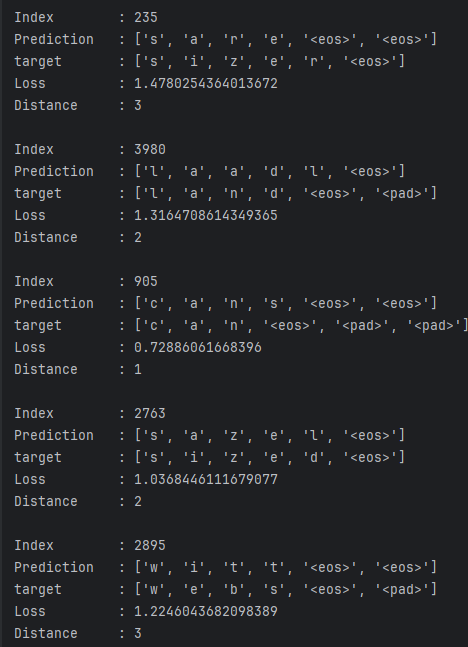 Index : 235
Prediction : ['s', 'a', 'r', 'e', '<eos>', '<eos>']
target : ['s', 'i', 'z', 'e', 'r', '<eos>']
Loss : 1.4780254364013672
Distance : 3
Index : 3980
Prediction : ['l', 'a', 'a', 'd', 'l', '<eos>']
target : ['l', 'a', 'n', 'd', '<eos>', '<pad>']
Loss : 1.3164708614349365
Distance : 2
Index : 905
Prediction : ['c', 'a', 'n', 's', '<eos>', '<eos>']
target : ['c', 'a', 'n', '<eos>', '<pad>', '<pad>']
Loss : 0.72886061668396
Distance : 1
Index : 2763
Prediction : ['s', 'a', 'z', 'e', 'l', '<eos>']
target : ['s', 'i', 'z', 'e', 'd', '<eos>']
Loss : 1.0368446111679077
Distance : 2
Index : 2895
Prediction : ['w', 'i', 't', 't', '<eos>', '<eos>']
target : ['w', 'e', 'b', 's', '<eos>', '<pad>']
Loss : 1.2246043682098389
Distance : 3